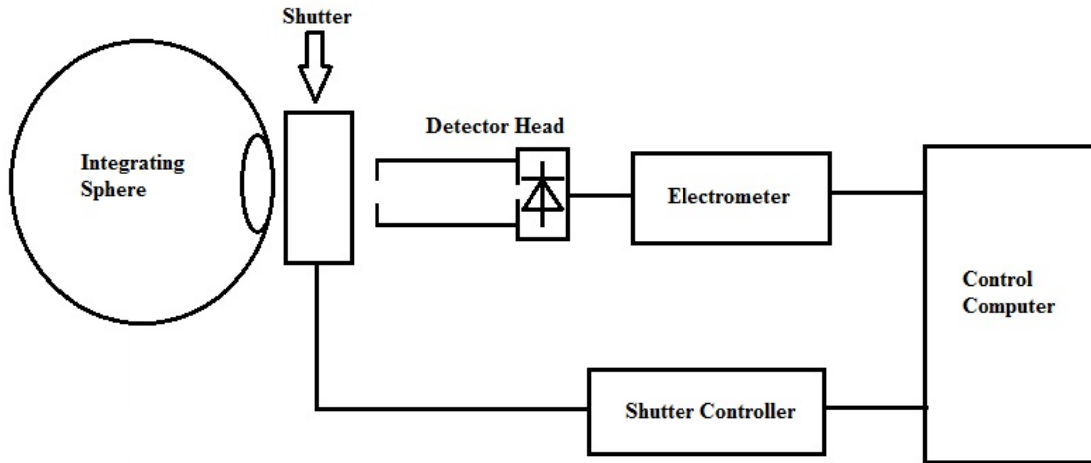 Shutter
Detector Head
Integrating
Sphere
Electrometer
Control
Computer
Shutter Controller